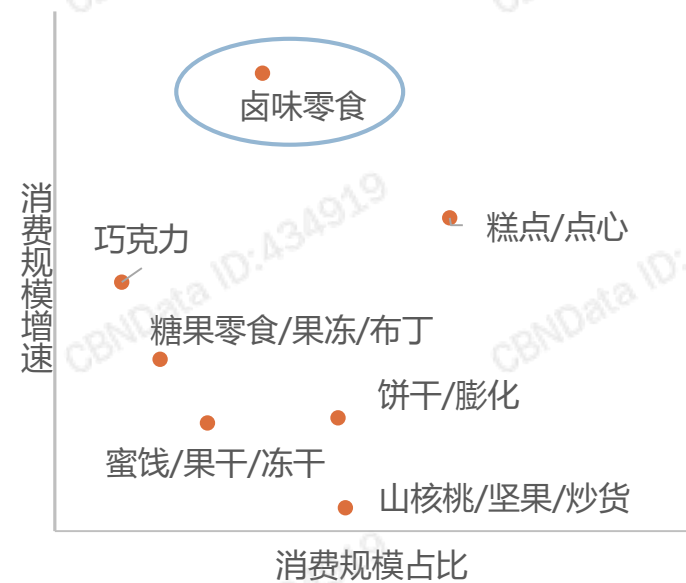 卤味零食
糕点/点心
巧克力
消费规模增速
糖果零食/果冻/布丁
饼干/膨化
蜜饯/果干/冻干
山核桃/坚果/炒货
消费规模占比
CBNData ID:434919
CBNData ID: